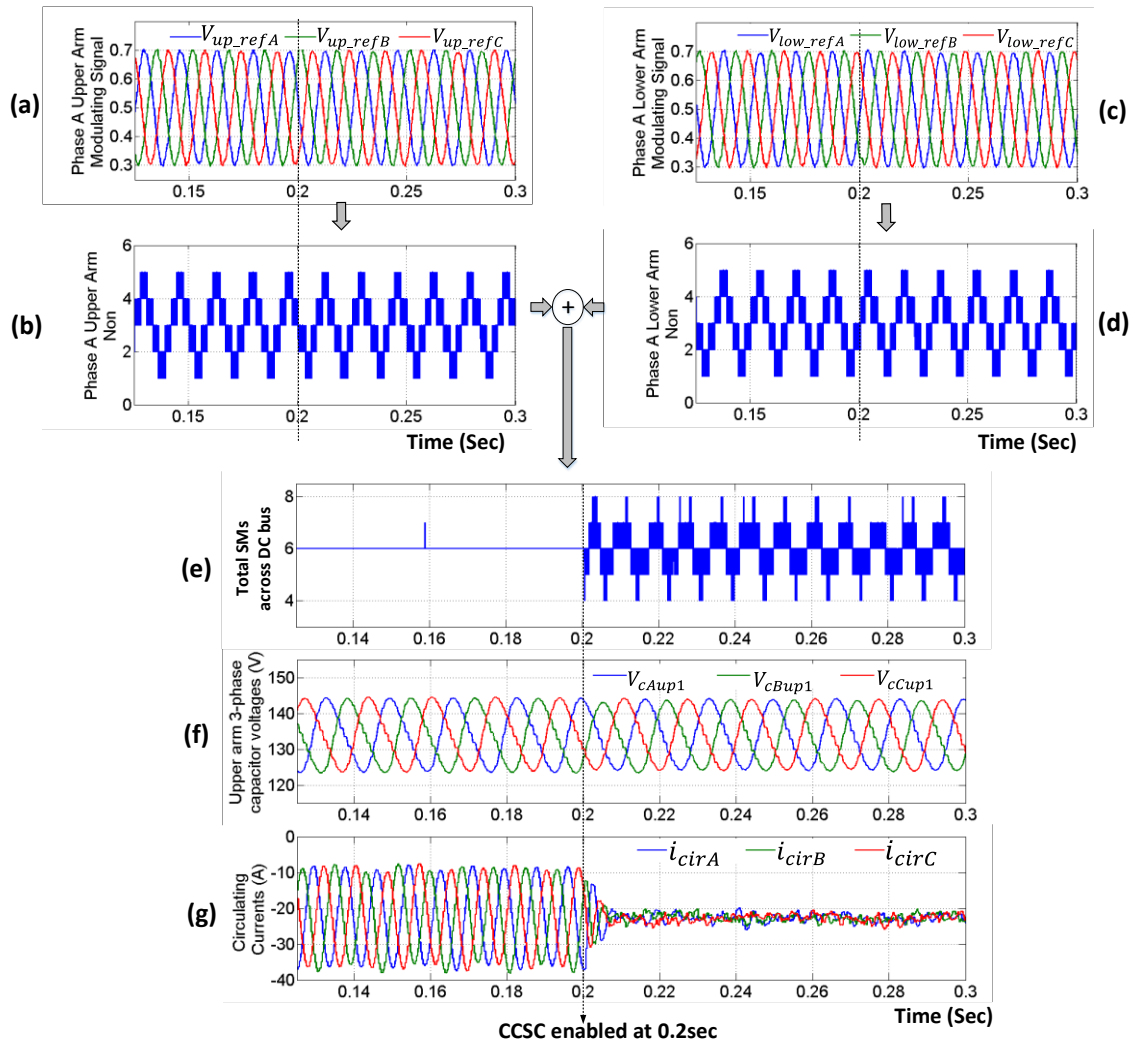 (a)
Phase A Upper Arm
Modulating Signal
V_up_refA V_up_refB V_up_refC
0.7
0.6
0.5
0.4
0.3
0.15 0.2 0.25 0.3
(c)
Phase A Lower Arm
Modulating Signal
V_low_refA V_low_refB V_low_refC
0.7
0.6
0.5
0.4
0.3
0.15 0.2 0.25 0.3
(b)
Phase A Upper Arm
Non
6
4
2
0
0.15 0.2 0.25 0.3
Time (Sec)
+
(d)
Phase A Lower Arm
Non
6
4
2
0
0.15 0.2 0.25 0.3
Time (Sec)
(e)
Total SMs
across DC bus
8
6
4
0.14 0.16 0.18 0.2 0.22 0.24 0.26 0.28 0.3
(f)
Upper arm 3-phase
capacitor voltages (V)
V_cAup1 V_cBup1 V_cCup1
150
140
130
120
0.14 0.16 0.18 0.2 0.22 0.24 0.26 0.28 0.3
(g)
Circulating
Currents (A)
i_cirA i_cirB i_cirC
0
-10
-20
-30
-40
0.14 0.16 0.18 0.2 0.22 0.24 0.26 0.28 0.3
Time (Sec)
CCSC enabled at 0.2sec